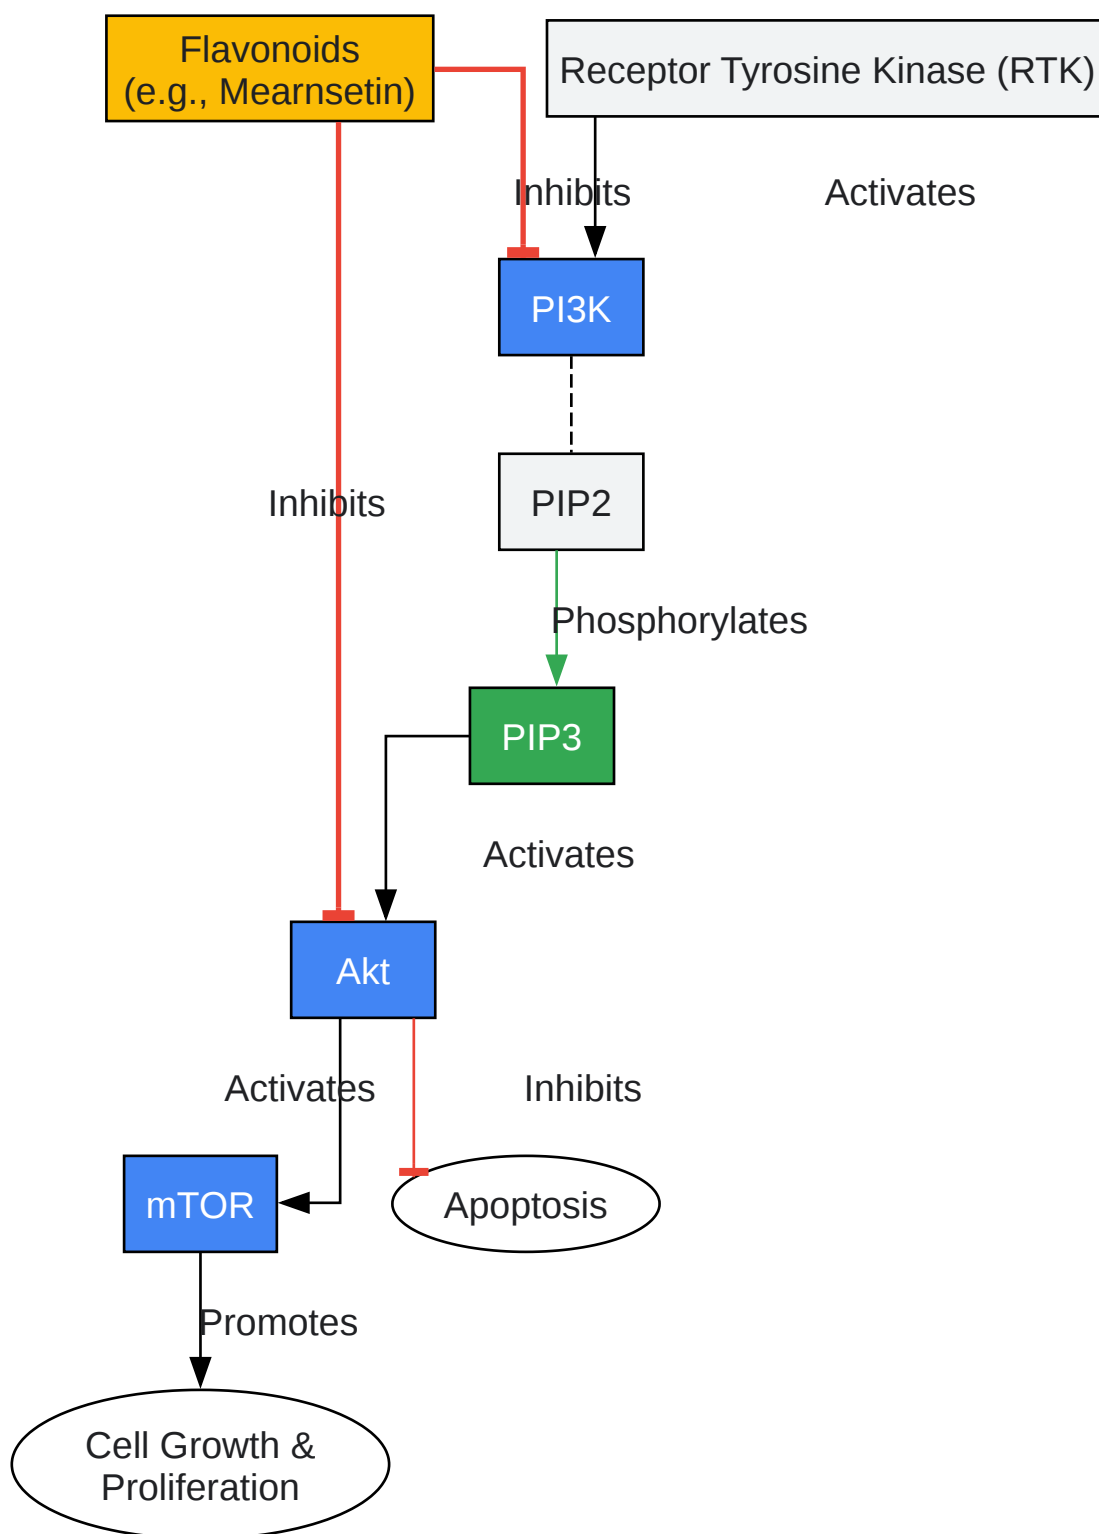 Flavonoids
(e.g., Mearnsetin)
Receptor Tyrosine Kinase (RTK)
Inhibits
Activates
PI3K
PIP2
Inhibits
Phosphorylates
PIP3
Activates
Akt
Activates
Inhibits
mTOR
Apoptosis
Promotes
Cell Growth &
Proliferation